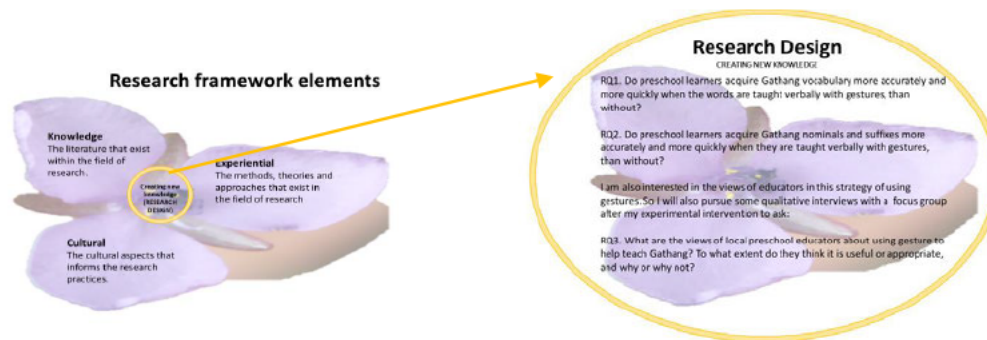 Research framework elements
Knowledge
The literature that exist
within the field of
research.
Experiential
The methods, theories and
approaches that exist in
the field of research
Creating new
knowledge
(RESEARCH
DESIGN)
Cultural
The cultural aspects that
informs the research
practices.
Research Design
CREATING NEW KNOWLEDGE
RQ1. Do preschool learners acquire Gathang vocabulary more accurately and
more quickly when the words are taught verbally with gestures, than
without?
RQ2. Do preschool learners acquire Gathang nominals and suffixes more
accurately and more quickly when they are taught verbally with gestures,
than without?
I am also interested in the views of educators in this strategy of using
gestures. So I will also pursue some qualitative interviews with a focus group
after my experimental intervention to ask:
RQ3. What are the views of local preschool educators about using gesture to
help teach Gathang? To what extent do they think it is useful or appropriate,
and why or why not?